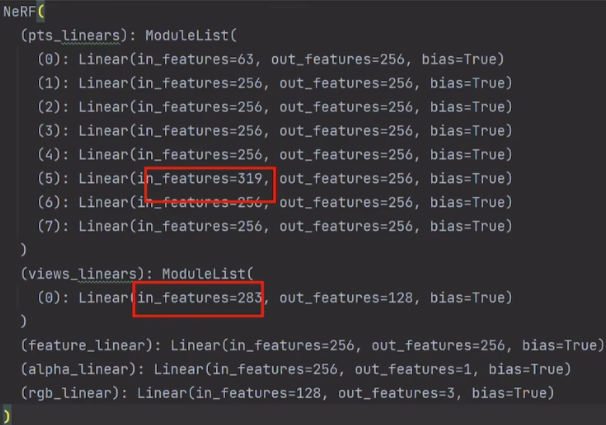 NeRF(
  (pts_linears): ModuleList(
    (0): Linear(in_features=63, out_features=256, bias=True)
    (1): Linear(in_features=256, out_features=256, bias=True)
    (2): Linear(in_features=256, out_features=256, bias=True)
    (3): Linear(in_features=256, out_features=256, bias=True)
    (4): Linear(in_features=256, out_features=256, bias=True)
    (5): Linear(in_features=319, out_features=256, bias=True)
    (6): Linear(in_features=256, out_features=256, bias=True)
    (7): Linear(in_features=256, out_features=256, bias=True)
  )
  (views_linears): ModuleList(
    (0): Linear(in_features=283, out_features=128, bias=True)
  )
  (feature_linear): Linear(in_features=256, out_features=256, bias=True)
  (alpha_linear): Linear(in_features=256, out_features=1, bias=True)
  (rgb_linear): Linear(in_features=128, out_features=3, bias=True)
)